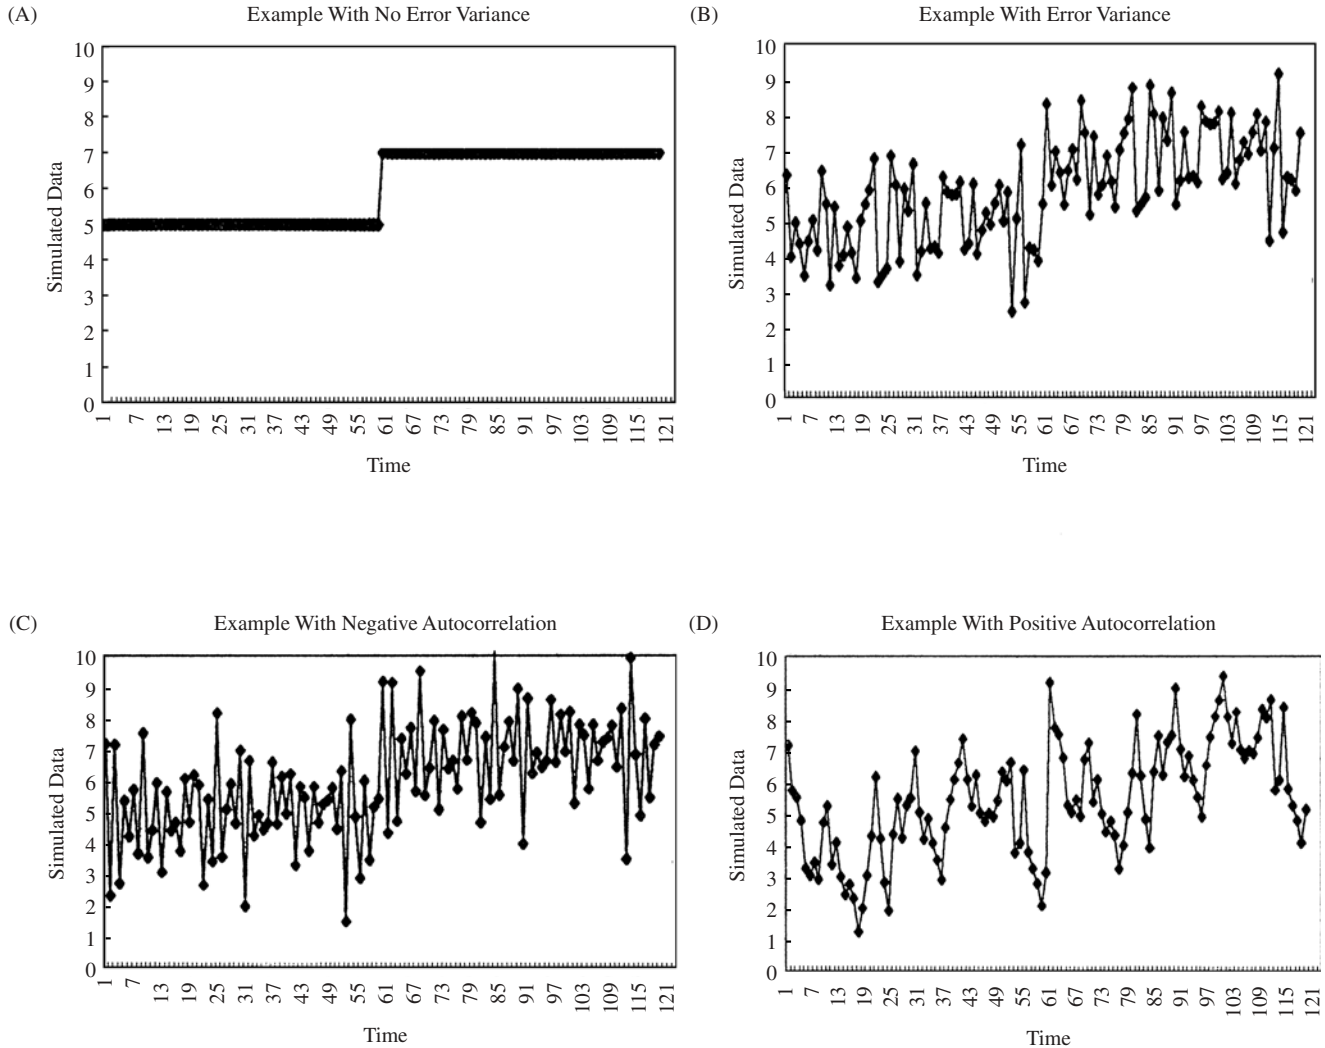 (A) Example With No Error Variance
10
9
8
7
6
5
4
3
2
1
0
Simulated Data
1 7 13 19 25 31 37 43 49 55 61 67 73 79 85 91 97 103 109 115 121
Time
(B) Example With Error Variance
10
9
8
7
6
5
4
3
2
1
0
Simulated Data
1 7 13 19 25 31 37 43 49 55 61 67 73 79 85 91 97 103 109 115 121
Time
(C) Example With Negative Autocorrelation
10
9
8
7
6
5
4
3
2
1
0
Simulated Data
1 7 13 19 25 31 37 43 49 55 61 67 73 79 85 91 97 103 109 115 121
Time
(D) Example With Positive Autocorrelation
10
9
8
7
6
5
4
3
2
1
0
Simulated Data
1 7 13 19 25 31 37 43 49 55 61 67 73 79 85 91 97 103 109 115 121
Time